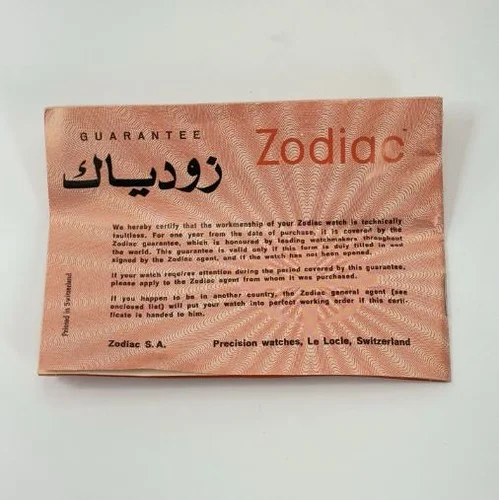 GUARANTEE
Zodiac
زودياك
We hereby certify that the workmanship of your Zodiac watch is technically
faultless. For one year from the date of purchase, it is covered by the
Zodiac guarantee, which is honoured by leading watchmakers throughout
the world. This guarantee is valid only if this form is duly filled in and
signed by the Zodiac agent, and if the watch has not been opened.
If your watch requires attention during the period covered by this guarantee,
please apply to the Zodiac agent from whom it was purchased.
If you happen to be in another country, the Zodiac general agent (see
enclosed list) will put your watch into perfect working order if this certi-
ficate is handed to him.
Printed in Switzerland
Zodiac S.A.
Precision watches, Le Locle, Switzerland